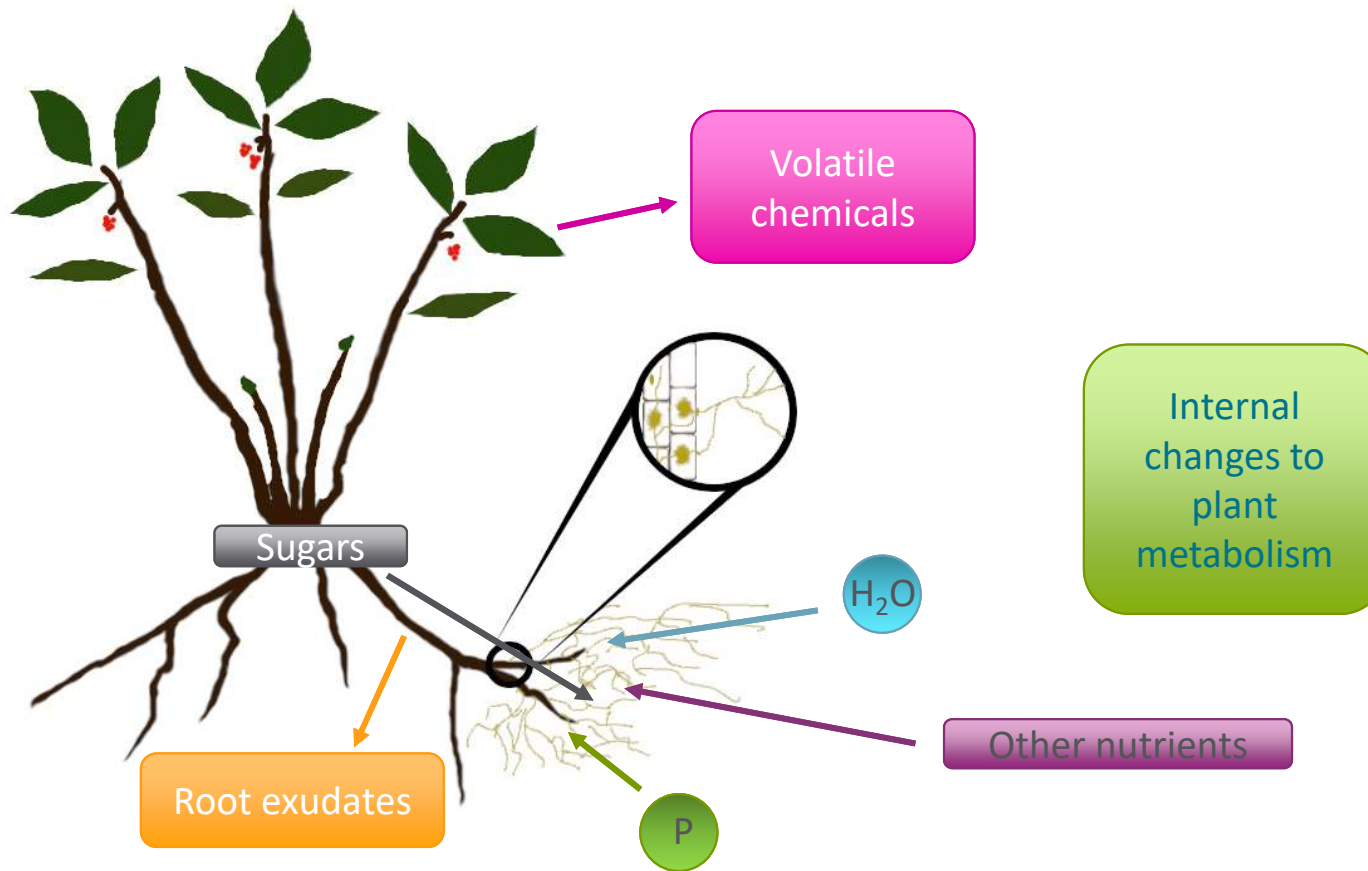 Volatile
chemicals
Internal
changes to
plant
metabolism
Sugars
H₂O
Other nutrients
Root exudates
P